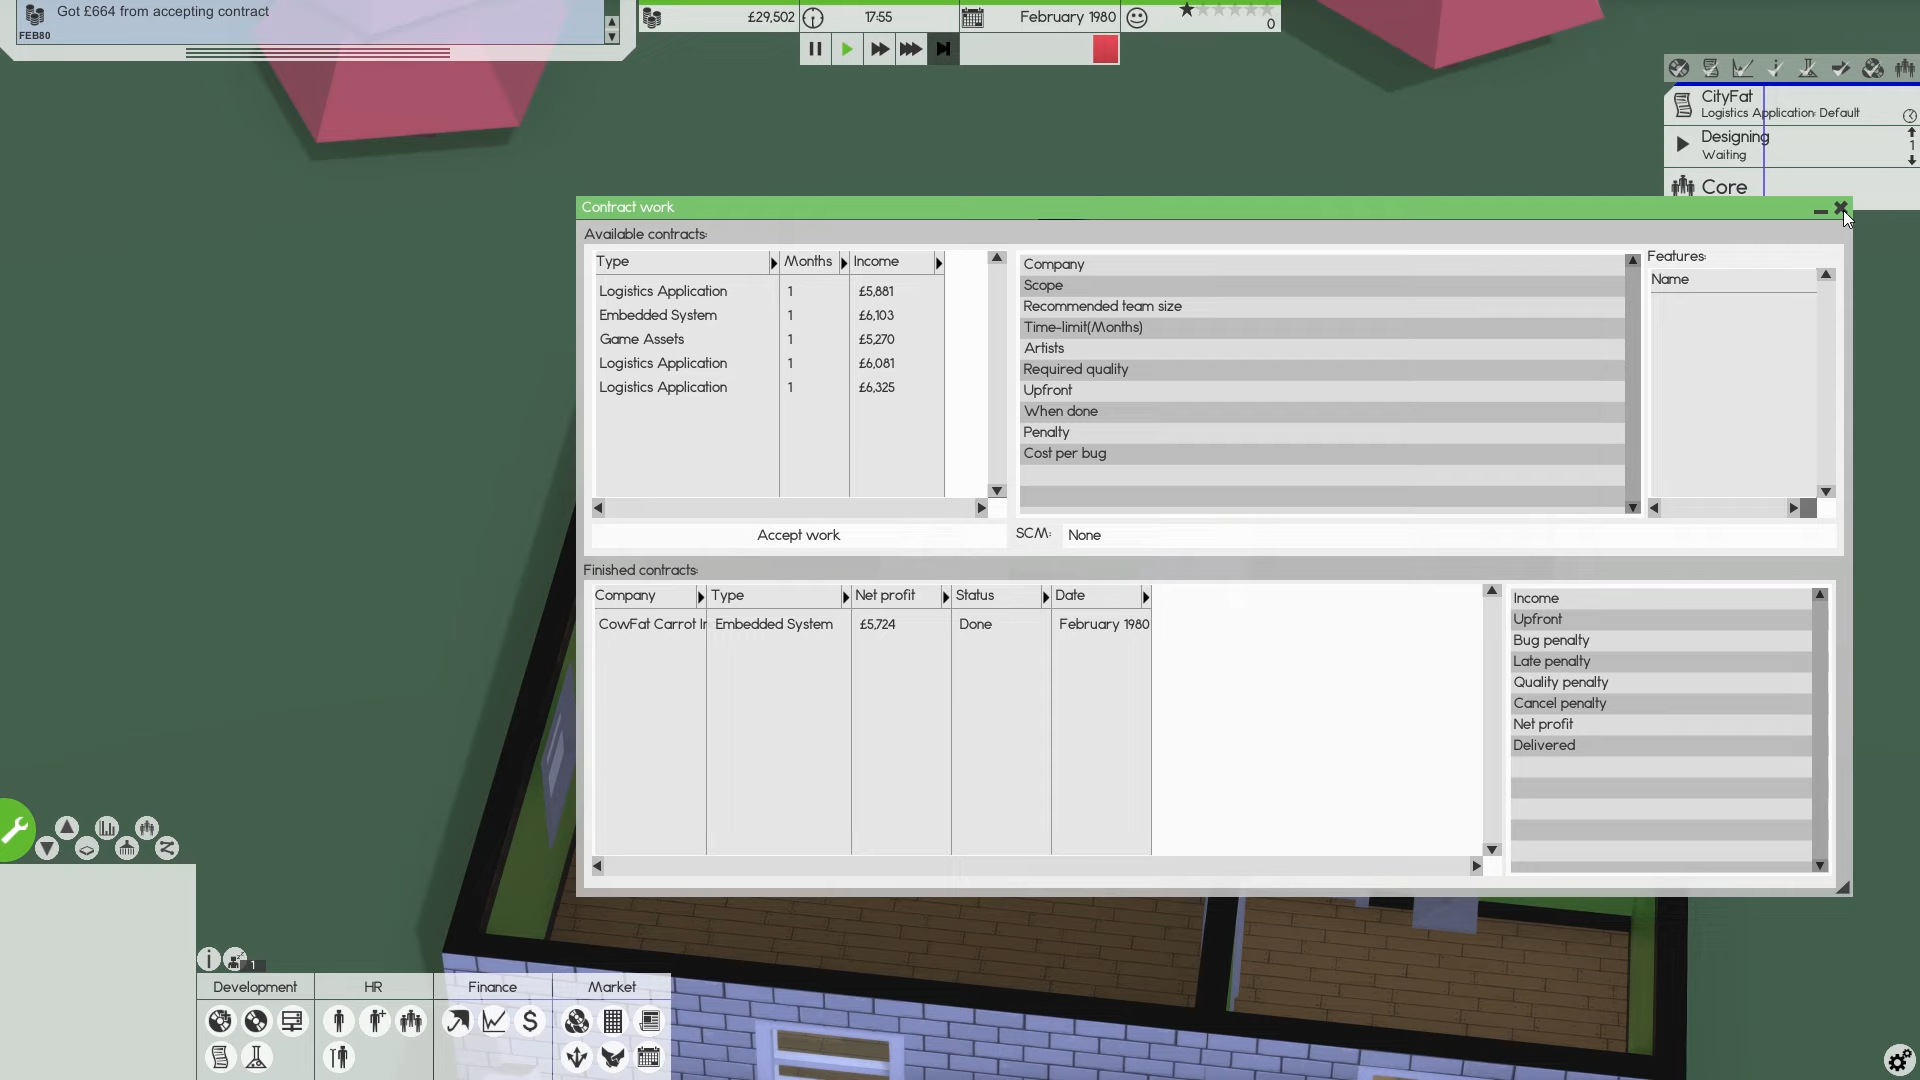 Got £664 from accepting contract
FEB80
£29,502
17:55
February 1980
0
CityFat
Logistics Application: Default
Designing
Waiting
1
Core
Contract work
Available contracts:
Type Months Income
Logistics Application 1 £5,881
Embedded System 1 £6,103
Game Assets 1 £5,270
Logistics Application 1 £6,081
Logistics Application 1 £6,325
Accept work
Company
Scope
Recommended team size
Time-limit(Months)
Artists
Required quality
Upfront
When done
Penalty
Cost per bug
Features:
Name
SCM: None
Finished contracts:
Company Type Net profit Status Date
CowFat Carrot Ir Embedded System £5,724 Done February 1980
Income
Upfront
Bug penalty
Late penalty
Quality penalty
Cancel penalty
Net profit
Delivered
1
Development HR Finance Market